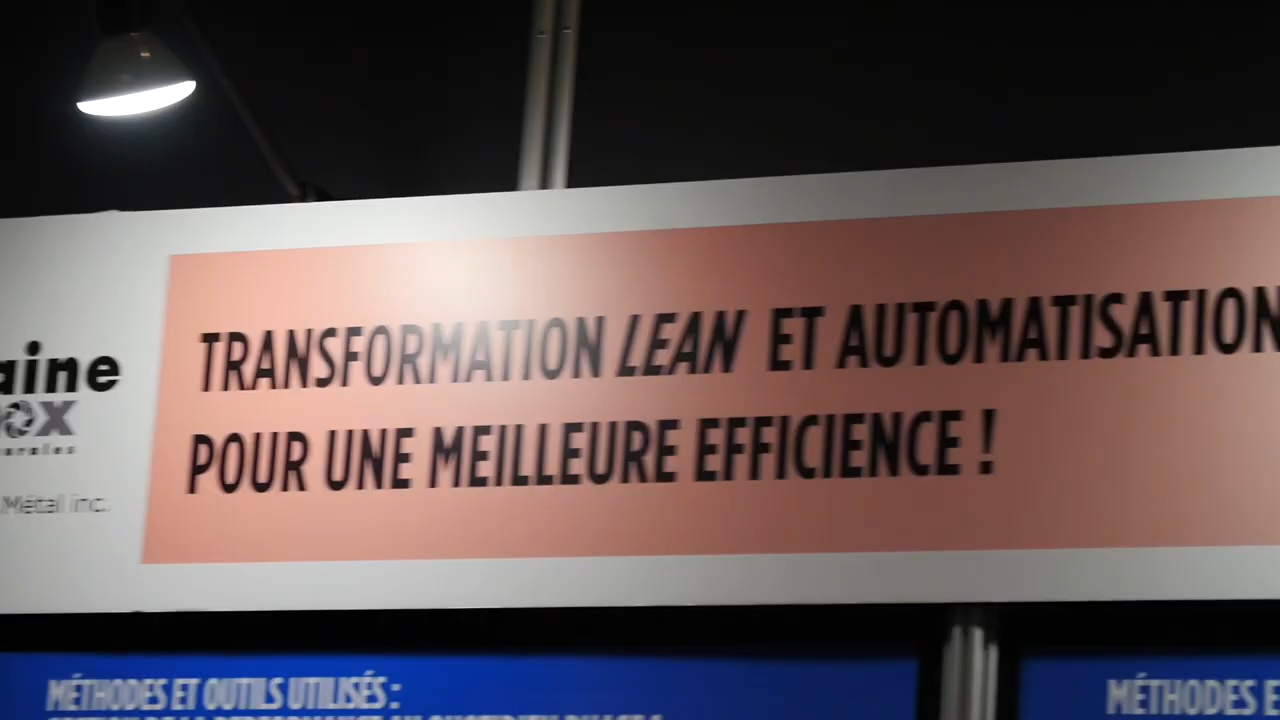 TRANSFORMATION LEAN ET AUTOMATISATION
POUR UNE MEILLEURE EFFICIENCE !
aine
Métal inc.
MÉTHODES ET OUTILS UTILISÉS :
MÉTHODES E